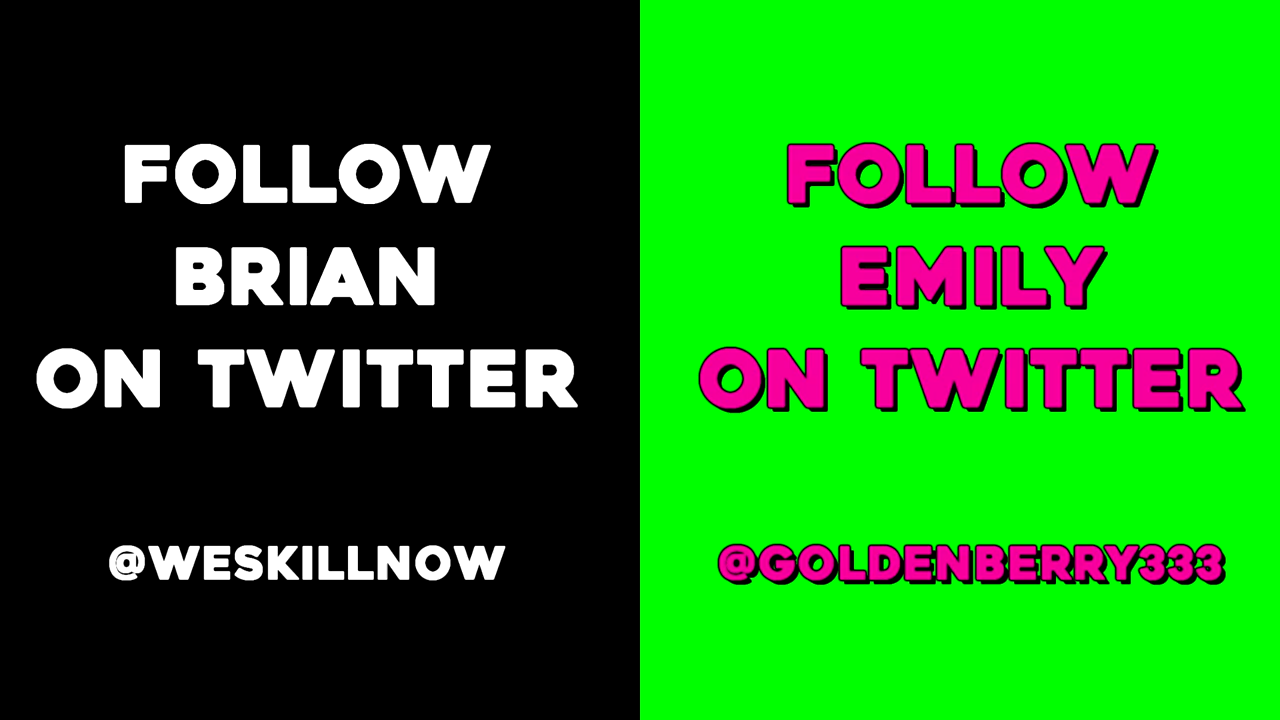 FOLLOW
BRIAN
ON TWITTER
@WESKILLNOW
FOLLOW
EMILY
ON TWITTER
@GOLDENBERRY333